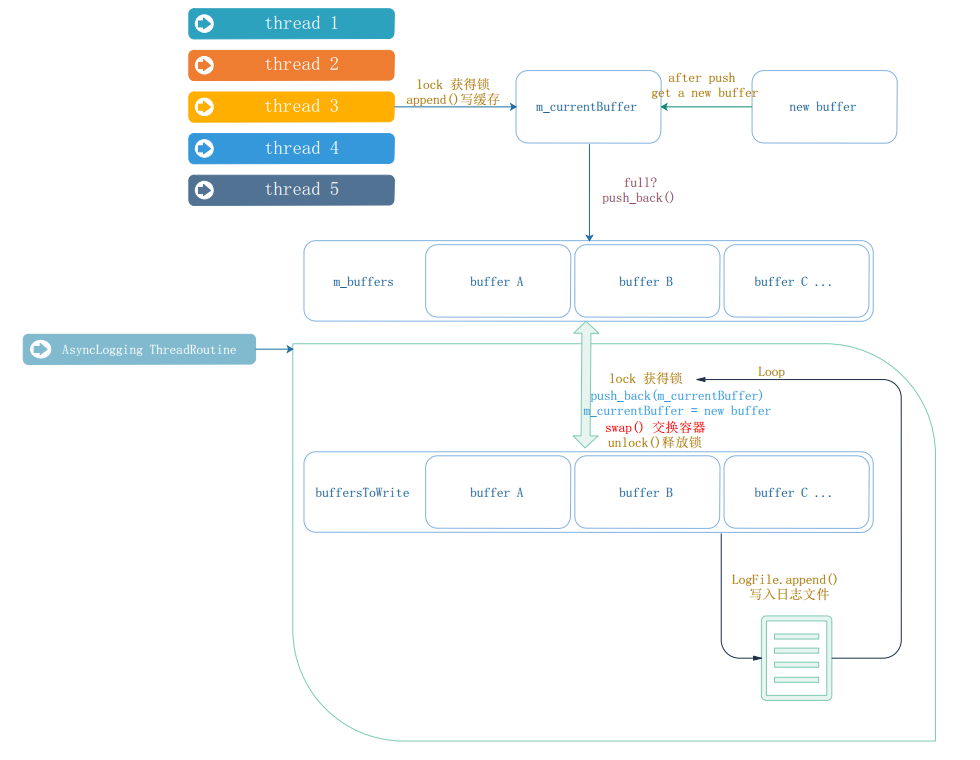 thread 1
thread 2
thread 3
thread 4
thread 5
lock 获得锁
append()写缓存
m_currentBuffer
after push
get a new buffer
new buffer
full?
push_back()
m_buffers
buffer A
buffer B
buffer C ...
AsyncLogging ThreadRoutine
lock 获得锁
Loop
push_back(m_currentBuffer)
m_currentBuffer = new buffer
swap() 交换容器
unlock()释放锁
buffersToWrite
buffer A
buffer B
buffer C ...
LogFile.append()
写入日志文件